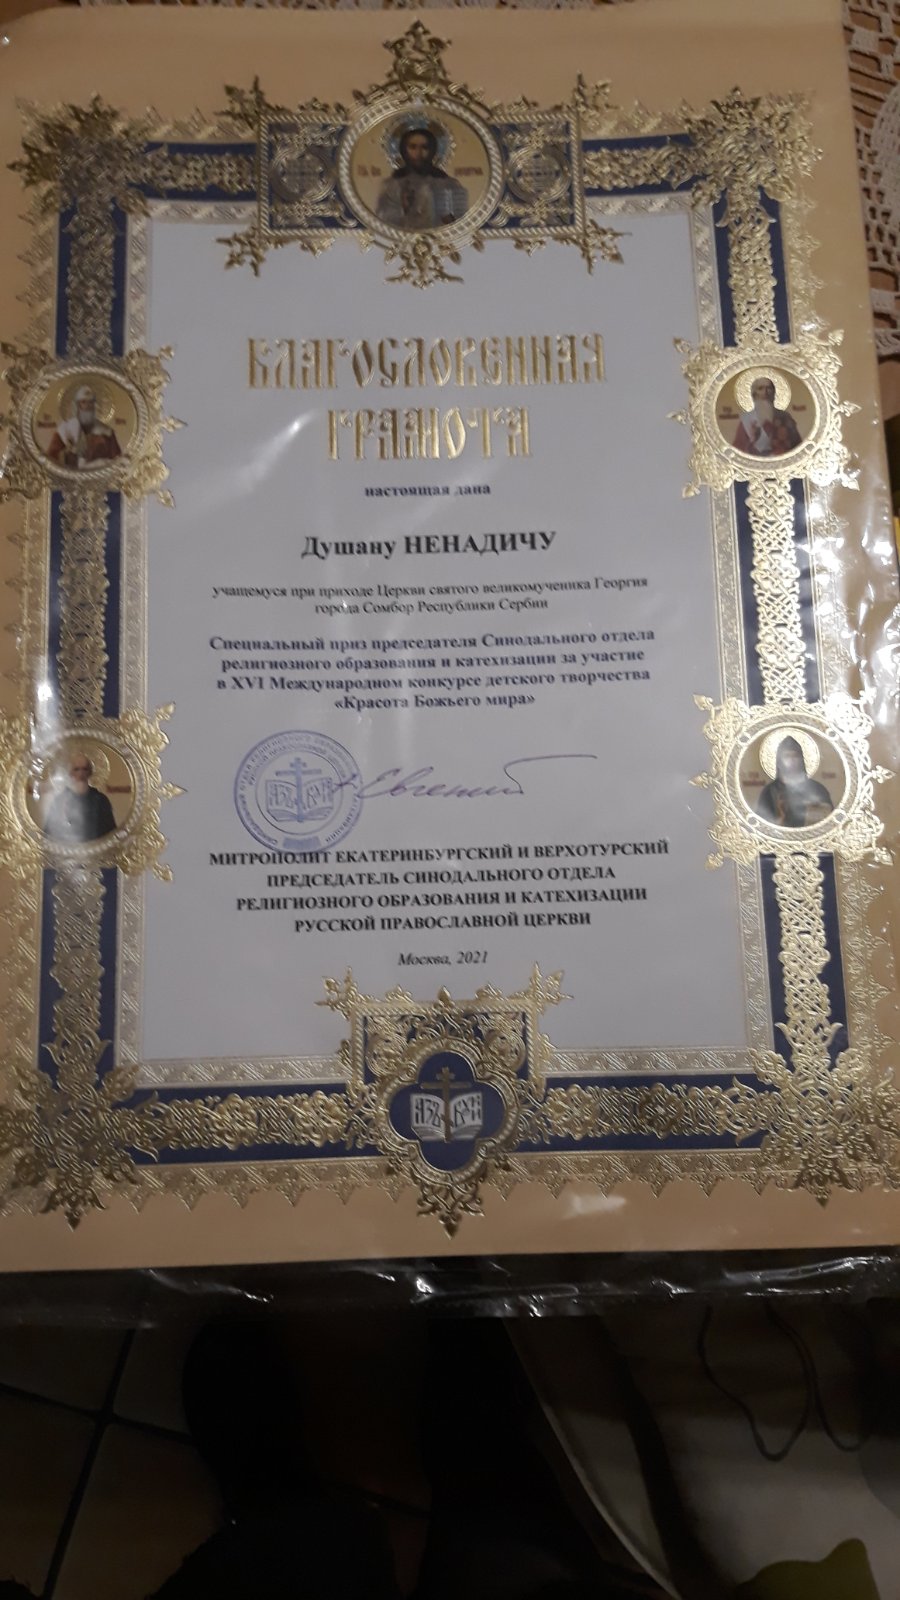 БЛАГОСЛОВЕННАЯ
ГРАМОТА
настоящая дана
Душану НЕНАДИЧУ
учащемуся при приходе Церкви святого великомученика Георгия
города Сомбор Республики Сербии
Специальный приз председателя Синодального отдела
религиозного образования и катехизации за участие
в XVI Международном конкурсе детского творчества
«Красота Божьего мира»
Евгений
МИТРОПОЛИТ ЕКАТЕРИНБУРГСКИЙ И ВЕРХОТУРСКИЙ
ПРЕДСЕДАТЕЛЬ СИНОДАЛЬНОГО ОТДЕЛА
РЕЛИГИОЗНОГО ОБРАЗОВАНИЯ И КАТЕХИЗАЦИИ
РУССКОЙ ПРАВОСЛАВНОЙ ЦЕРКВИ
Москва, 2021